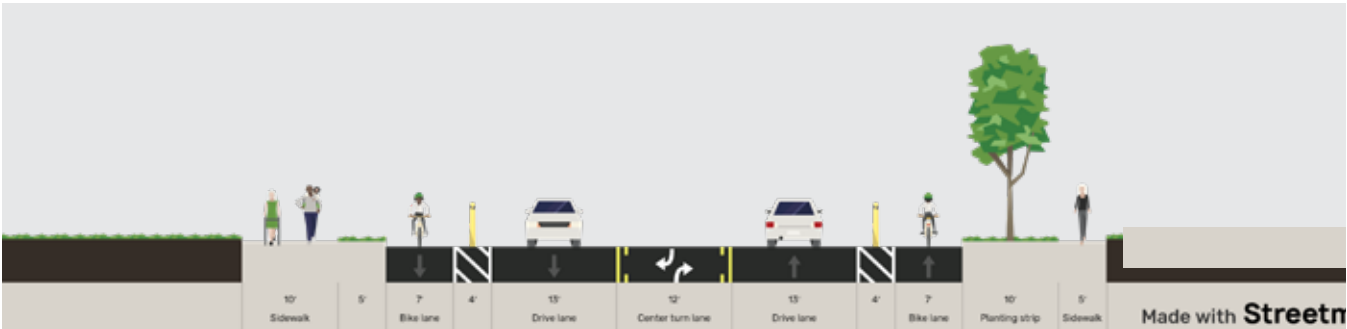 10' 5' 7' 4' 13' 12' 13' 4' 7' 10' 5'
Sidewalk Bike lane Drive lane Center turn lane Drive lane Bike lane Planting strip Sidewalk
Made with Streetm